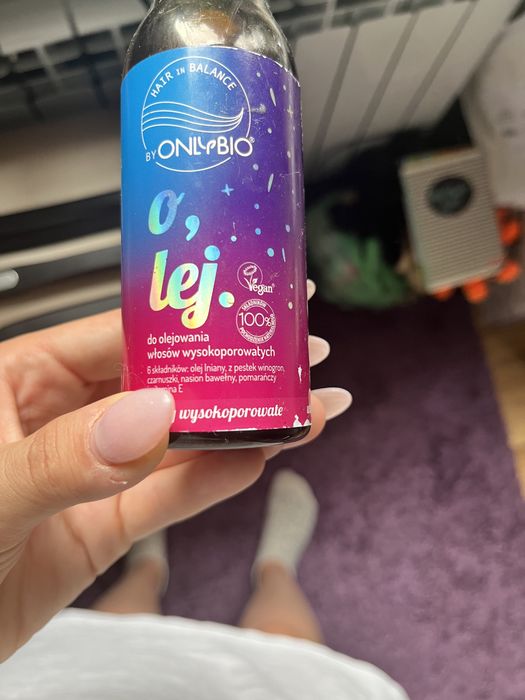 HAIR IN BALANCE
BY ONLYBIO®
o,
lej.
Vegan®
SKŁADNIKÓW
100%
do olejowania
włosów wysokoporowatych
6 składników: olej lniany, z pestek winogron,
czarnuszki, nasion bawełny, pomarańczy
E
wysokoporowate